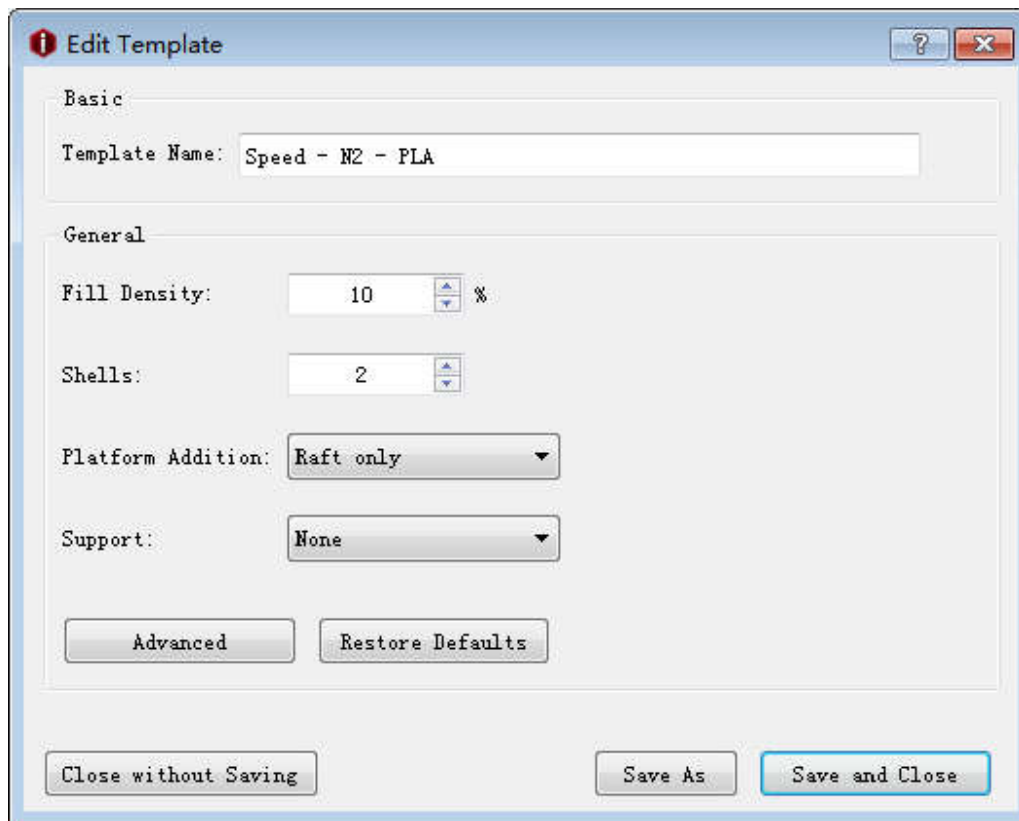 Edit Template
Basic
Template Name: Speed - N2 - PLA
General
Fill Density: 10 %
Shells: 2
Platform Addition: Raft only
Support: None
Advanced Restore Defaults
Close without Saving Save As Save and Close